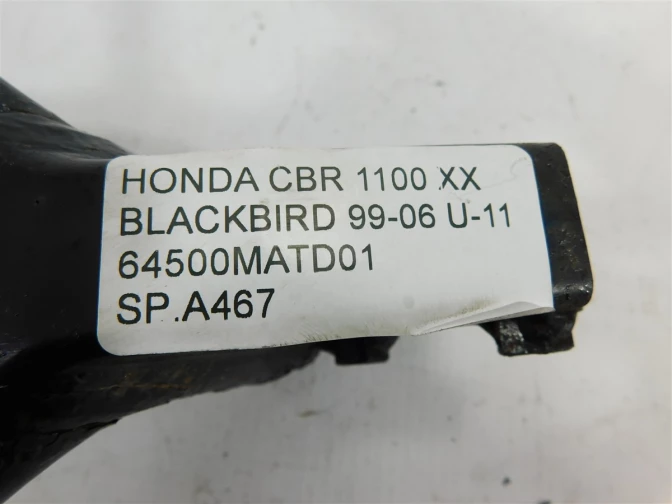 HONDA CBR 1100 XX
BLACKBIRD 99-06 U-11
64500MATD01
SP.A467